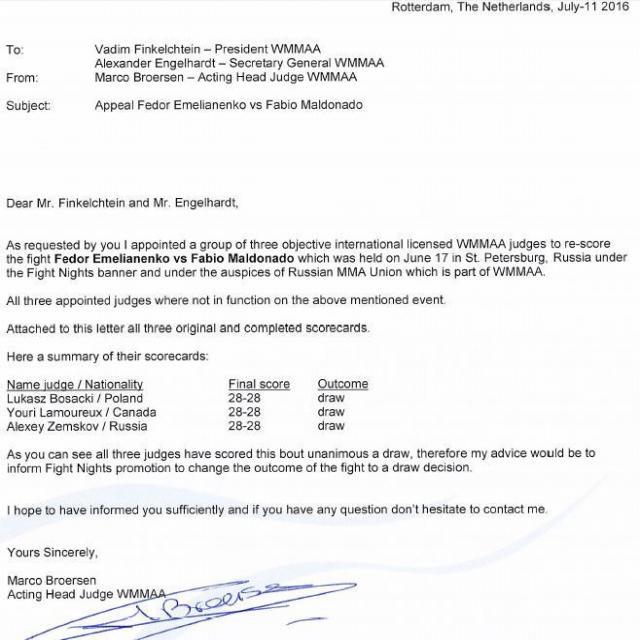 Rotterdam, The Netherlands, July-11 2016
To: Vadim Finkelchtein – President WMMAA
Alexander Engelhardt – Secretary General WMMAA
From: Marco Broersen – Acting Head Judge WMMAA
Subject: Appeal Fedor Emelianenko vs Fabio Maldonado
Dear Mr. Finkelchtein and Mr. Engelhardt,
As requested by you I appointed a group of three objective international licensed WMMAA judges to re-score
the fight Fedor Emelianenko vs Fabio Maldonado which was held on June 17 in St. Petersburg, Russia under
the Fight Nights banner and under the auspices of Russian MMA Union which is part of WMMAA.
All three appointed judges where not in function on the above mentioned event.
Attached to this letter all three original and completed scorecards.
Here a summary of their scorecards:
Name judge / Nationality Final score Outcome
Lukasz Bosacki / Poland 28-28 draw
Youri Lamoureux / Canada 28-28 draw
Alexey Zemskov / Russia 28-28 draw
As you can see all three judges have scored this bout unanimous a draw, therefore my advice would be to
inform Fight Nights promotion to change the outcome of the fight to a draw decision.
I hope to have informed you sufficiently and if you have any question don't hesitate to contact me.
Yours Sincerely,
Marco Broersen
Acting Head Judge WMMAA
Broersen